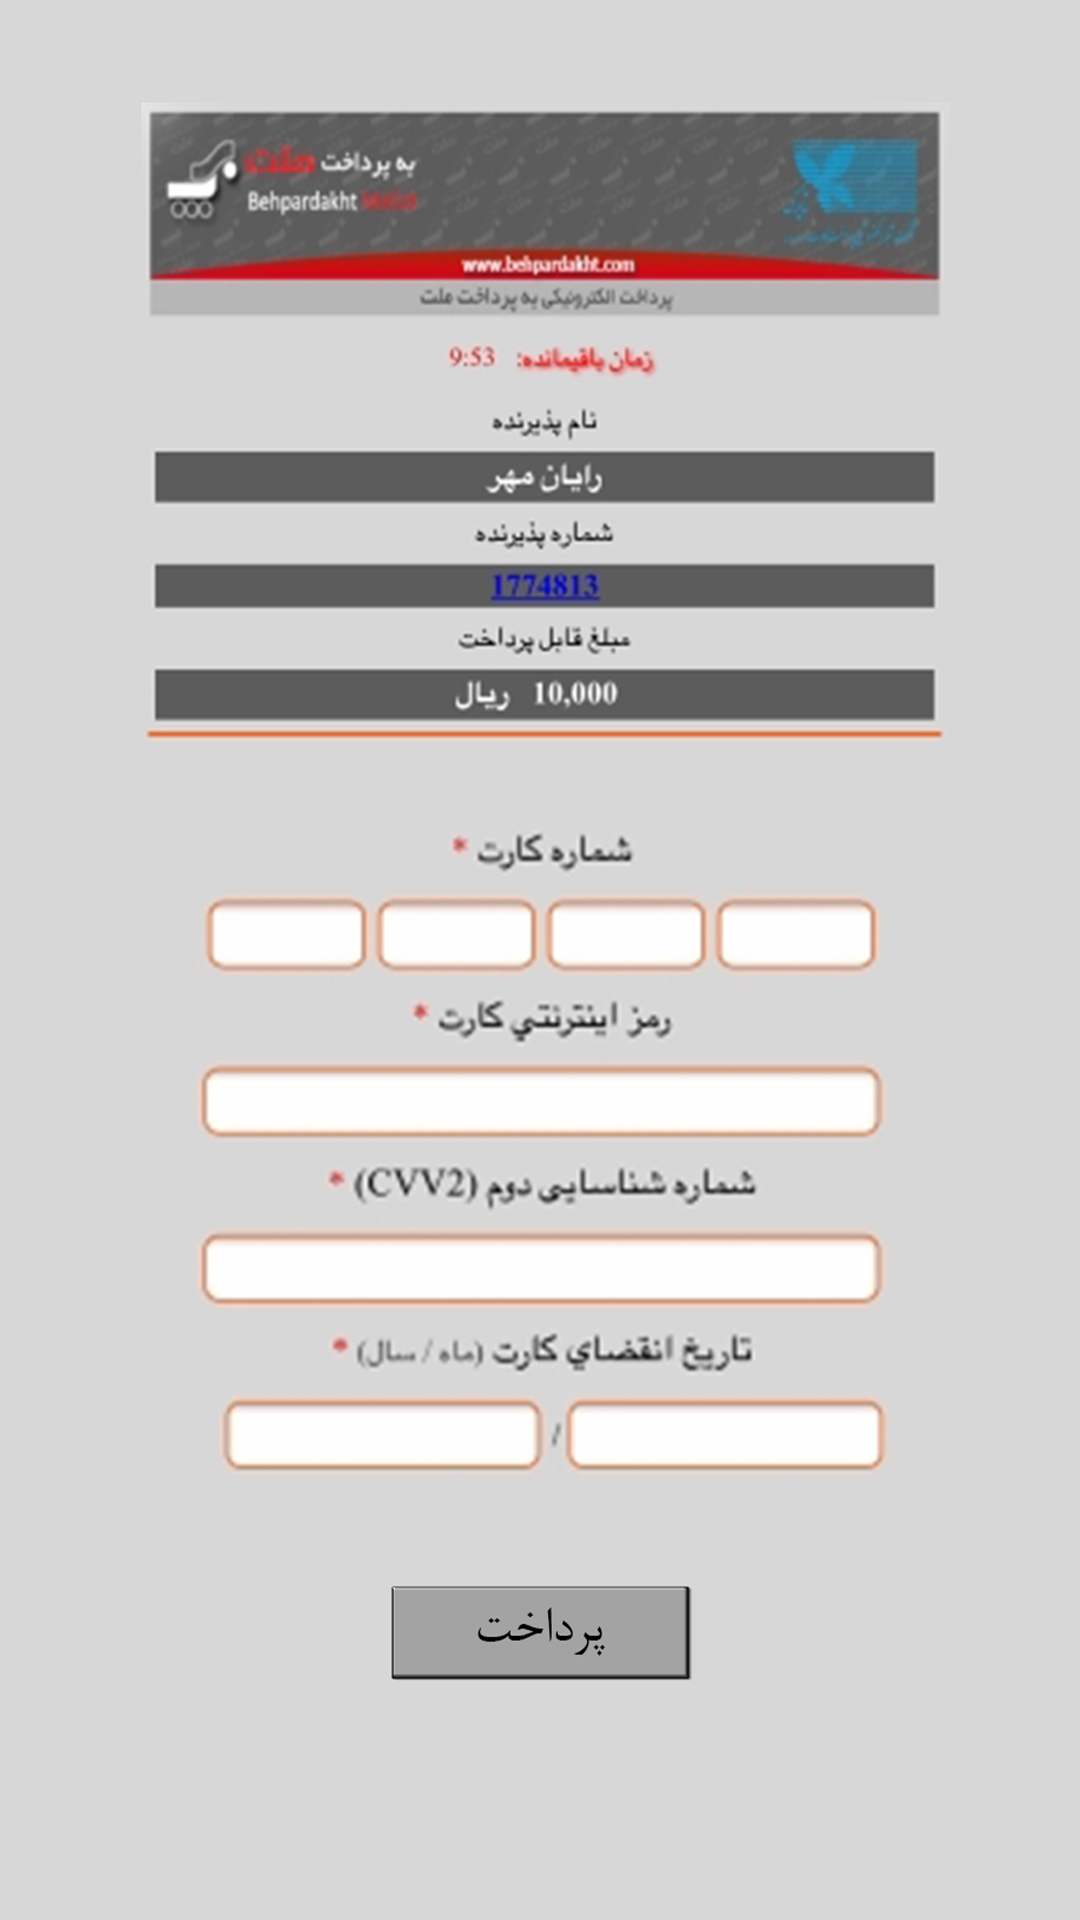 به پرداخت ملت
Behpardakht Mellat
www.behpardakht.com
پرداخت الکترونیکی به پرداخت ملت
زمان باقیمانده: 9:53
نام پذیرنده
رایان مهر
شماره پذیرنده
1774813
مبلغ قابل پرداخت
10,000 ریال
شماره کارت *
رمز اینترنتي کارت *
شماره شناسایی دوم (CVV2) *
تاریخ انقضاي کارت (ماه / سال) *
/
پرداخت